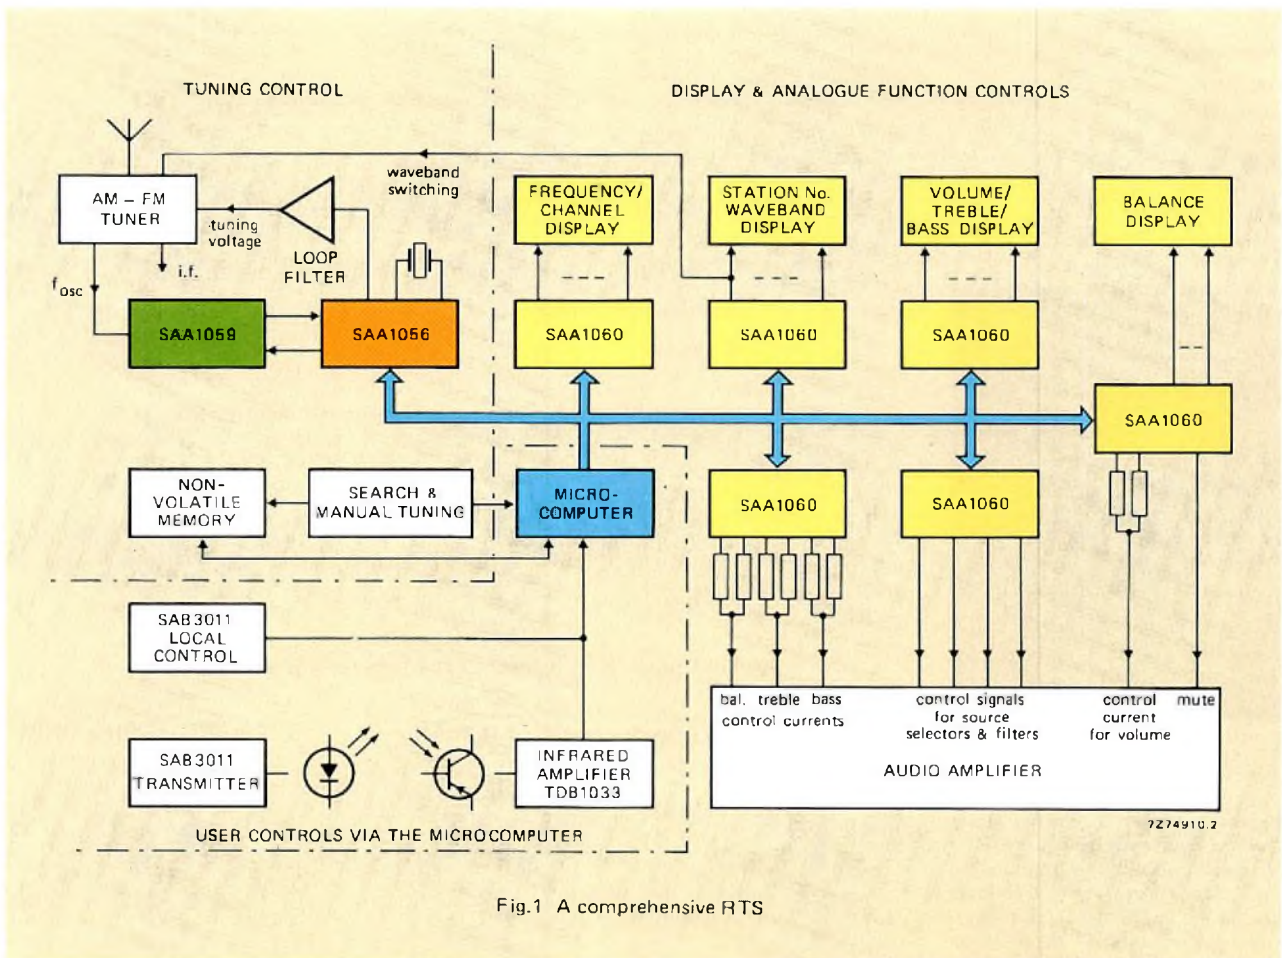 TUNING CONTROL
DISPLAY & ANALOGUE FUNCTION CONTROLS
AM – FM
TUNER
waveband
switching
tuning
voltage
LOOP
FILTER
i.f.
fosc
FREQUENCY/
CHANNEL
DISPLAY
STATION No.
WAVEBAND
DISPLAY
VOLUME/
TREBLE/
BASS DISPLAY
BALANCE
DISPLAY
SAA1059
SAA1056
SAA1060
SAA1060
SAA1060
SAA1060
NON-
VOLATILE
MEMORY
SEARCH &
MANUAL TUNING
MICRO-
COMPUTER
SAA1060
SAA1060
SAB3011
LOCAL
CONTROL
SAB3011
TRANSMITTER
INFRARED
AMPLIFIER
TDB1033
USER CONTROLS VIA THE MICROCOMPUTER
bal. treble bass
control currents
control signals
for source
selectors & filters
control
current
for volume
mute
AUDIO AMPLIFIER
7Z74910.2
Fig.1 A comprehensive RTS